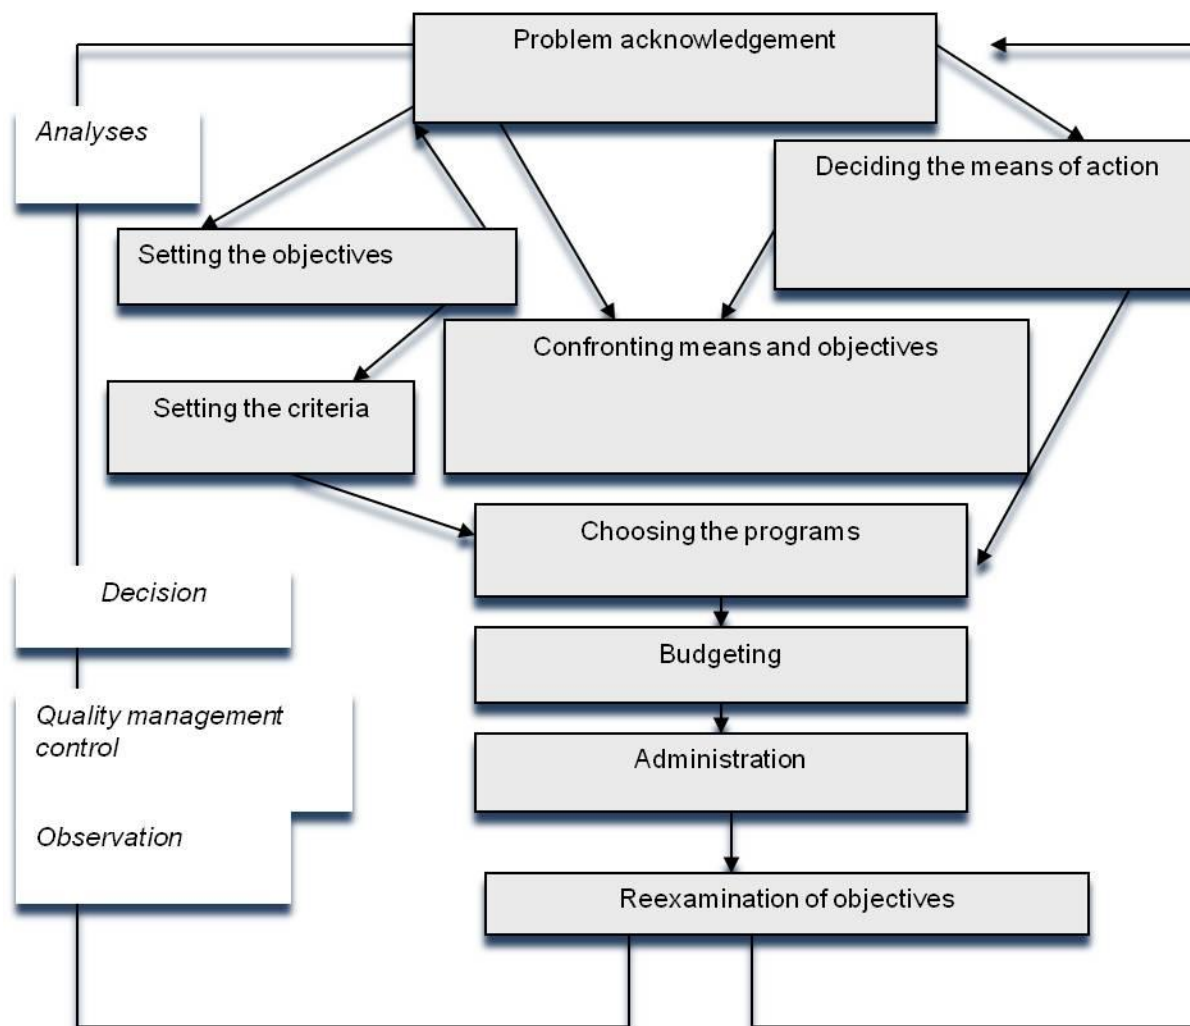 Problem acknowledgement
Analyses
Deciding the means of action
Setting the objectives
Confronting means and objectives
Setting the criteria
Choosing the programs
Decision
Budgeting
Quality management
control
Administration
Observation
Reexamination of objectives